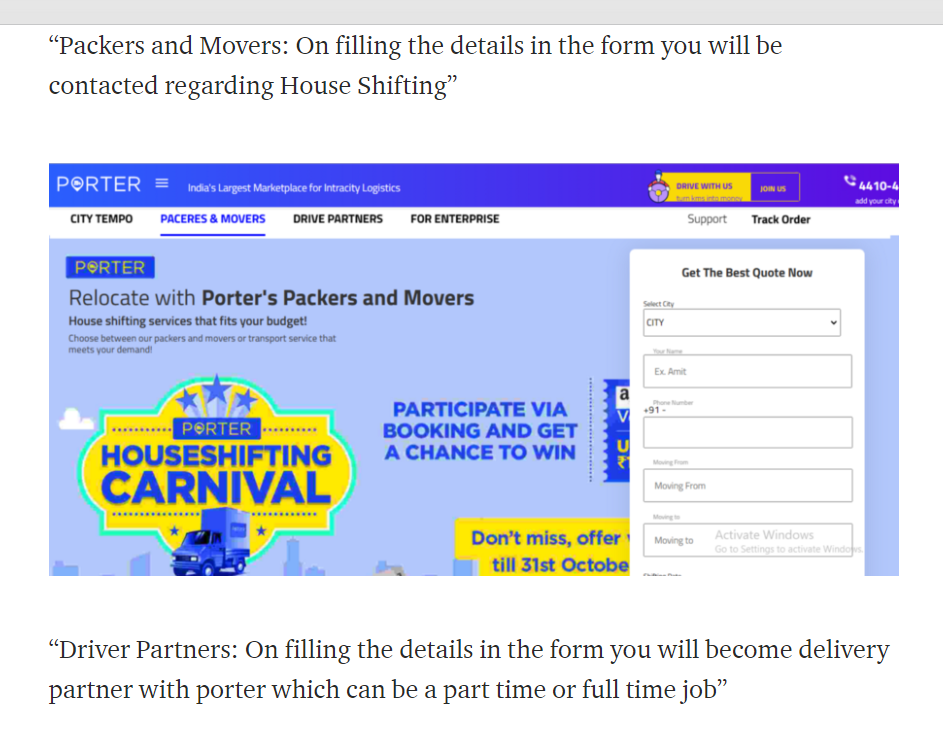 “Packers and Movers: On filling the details in the form you will be
contacted regarding House Shifting”
PORTER
India's Largest Marketplace for Intracity Logistics
DRIVE WITH US
turn kms into money
JOIN US
4410-4
add your city
CITY TEMPO
PACERES & MOVERS
DRIVE PARTNERS
FOR ENTERPRISE
Support
Track Order
PORTER
Relocate with Porter's Packers and Movers
House shifting services that fits your budget!
Choose between our packers and movers or transport service that
meets your demand!
PORTER
HOUSESHIFTING
CARNIVAL
PARTICIPATE VIA
BOOKING AND GET
A CHANCE TO WIN
a
V
U
₹1
Don’t miss, offer
till 31st Octobe
Get The Best Quote Now
Select City
CITY
Your Name
Ex. Amit
Phone Number
+91 -
Moving From
Moving From
Moving to
Moving to
Activate Windows
Go to Settings to activate Windows.
Shifting Date
“Driver Partners: On filling the details in the form you will become delivery
partner with porter which can be a part time or full time job”